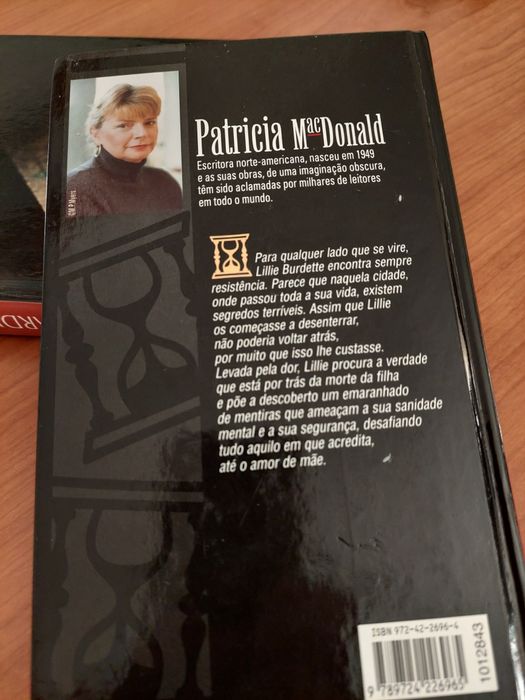 Patricia MacDonald
Escritora norte-americana, nasceu em 1949
e as suas obras, de uma imaginação obscura,
têm sido aclamadas por milhares de leitores
em todo o mundo.
Para qualquer lado que se vire,
Lillie Burdette encontra sempre
resistência. Parece que naquela cidade,
onde passou toda a sua vida, existem
segredos terríveis. Assim que Lillie
os começasse a desenterrar,
não poderia voltar atrás,
por muito que isso lhe custasse.
Levada pela dor, Lillie procura a verdade
que está por trás da morte da filha
e põe a descoberto um emaranhado
de mentiras que ameaçam a sua sanidade
mental e a sua segurança, desafiando
tudo aquilo em que acredita,
até o amor de mãe.
ISBN 972-42-2696-4
9 789724 226965
1012843